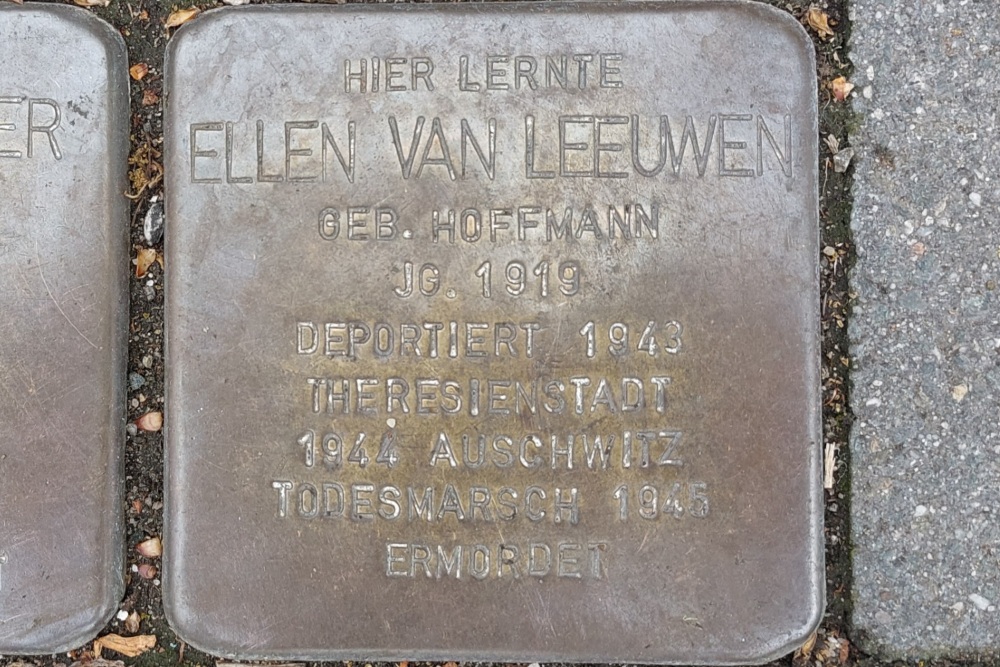 HIER LERNTE
ELLEN VAN LEEUWEN
GEB. HOFFMANN
JG. 1919
DEPORTIERT 1943
THERESIENSTADT
1944 AUSCHWITZ
TODESMARSCH 1945
ERMORDET